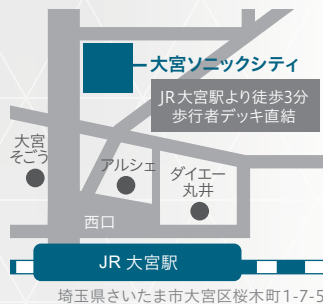 大宮ソニックシティ
JR大宮駅より徒歩3分
歩行者デッキ直結
大宮
そごう
アルシェ
ダイエー
丸井
西口
JR 大宮駅
埼玉県さいたま市大宮区桜木町1-7-5